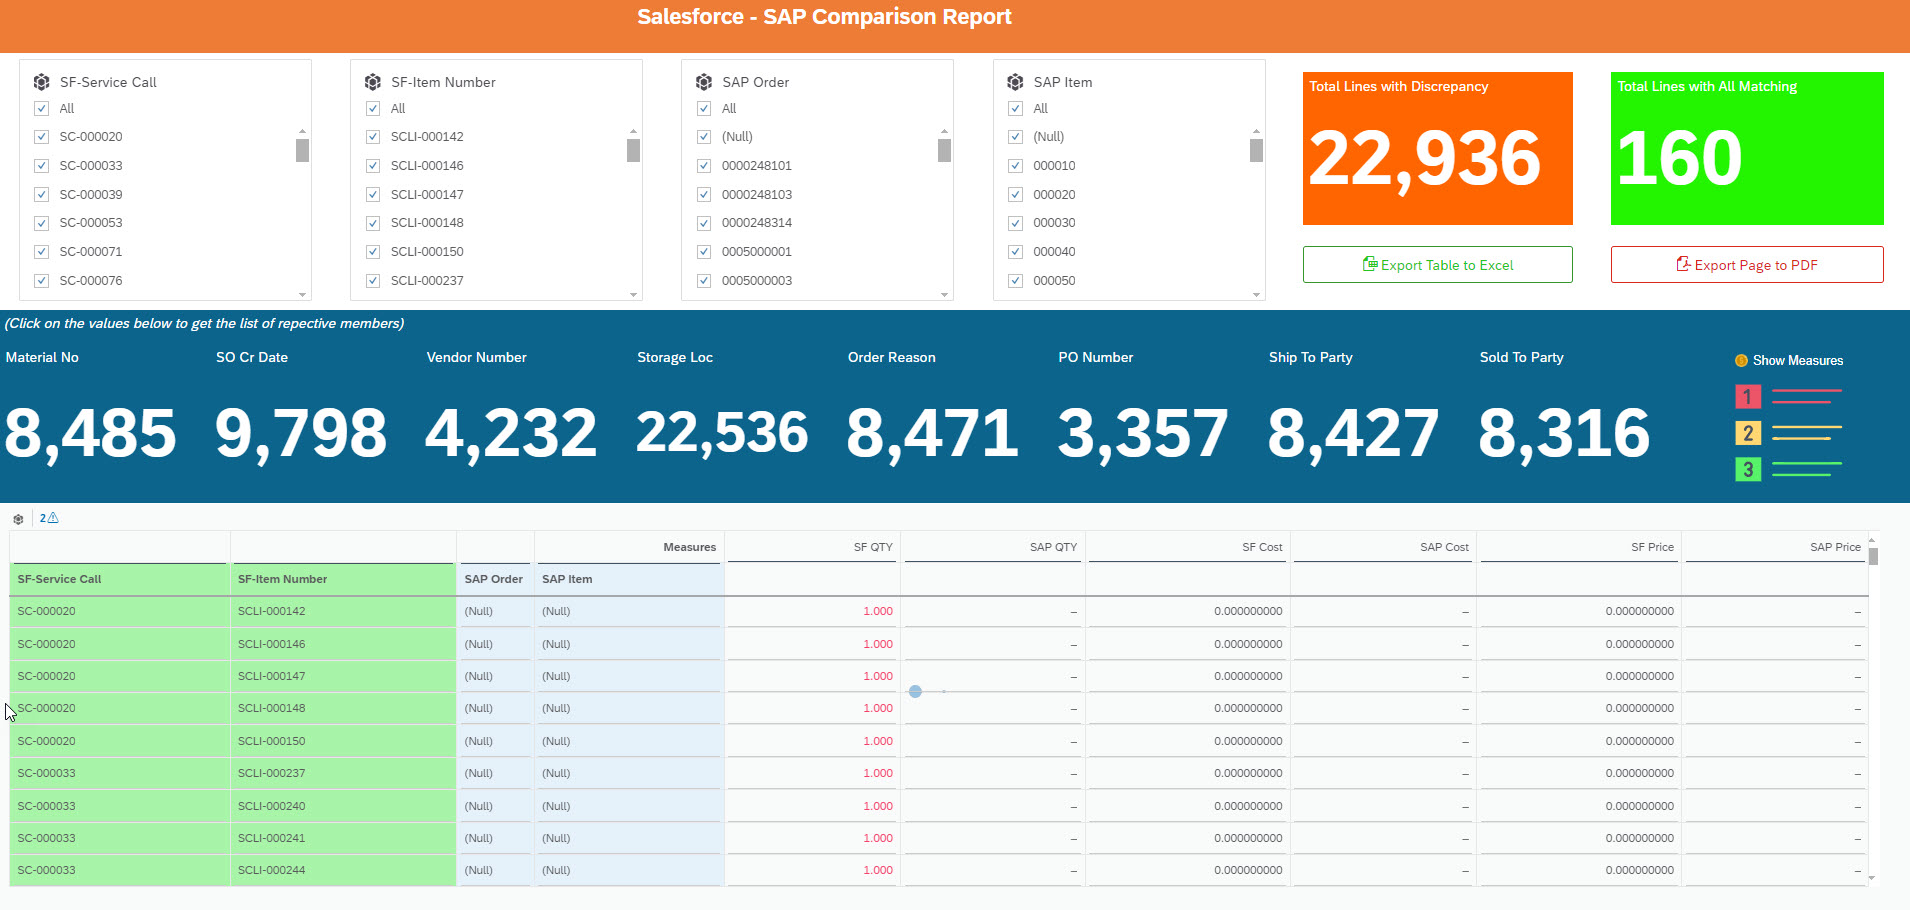 Salesforce - SAP Comparison Report
SF-Service Call
All
SC-000020
SC-000033
SC-000039
SC-000053
SC-000071
SC-000076
SF-Item Number
All
SCLI-000142
SCLI-000146
SCLI-000147
SCLI-000148
SCLI-000150
SCLI-000237
SAP Order
All
(Null)
0000248101
0000248103
0000248314
0005000001
0005000003
SAP Item
All
(Null)
000010
000020
000030
000040
000050
Total Lines with Discrepancy
22,936
Total Lines with All Matching
160
Export Table to Excel
Export Page to PDF
(Click on the values below to get the list of repective members)
Material No SO Cr Date Vendor Number Storage Loc Order Reason PO Number Ship To Party Sold To Party
8,485 9,798 4,232 22,536 8,471 3,357 8,427 8,316
Show Measures
1
2
3
2
Measures SF QTY SAP QTY SF Cost SAP Cost SF Price SAP Price
SF-Service Call SF-Item Number SAP Order SAP Item
SC-000020 SCLI-000142 (Null) (Null) 1.000 – 0.000000000 – 0.000000000 –
SC-000020 SCLI-000146 (Null) (Null) 1.000 – 0.000000000 – 0.000000000 –
SC-000020 SCLI-000147 (Null) (Null) 1.000 – 0.000000000 – 0.000000000 –
SC-000020 SCLI-000148 (Null) (Null) 1.000 – 0.000000000 – 0.000000000 –
SC-000020 SCLI-000150 (Null) (Null) 1.000 – 0.000000000 – 0.000000000 –
SC-000033 SCLI-000237 (Null) (Null) 1.000 – 0.000000000 – 0.000000000 –
SC-000033 SCLI-000240 (Null) (Null) 1.000 – 0.000000000 – 0.000000000 –
SC-000033 SCLI-000241 (Null) (Null) 1.000 – 0.000000000 – 0.000000000 –
SC-000033 SCLI-000244 (Null) (Null) 1.000 – 0.000000000 – 0.000000000 –